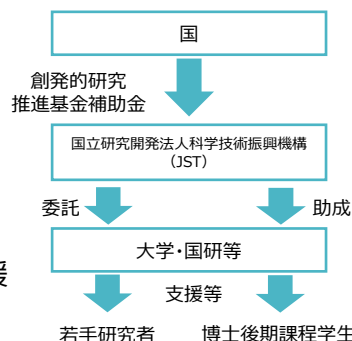 国
創発的研究
推進基金補助金
国立研究開発法人科学技術振興機構
（JST）
委託
助成
大学・国研等
援
支援等
若手研究者
博士後期課程学生